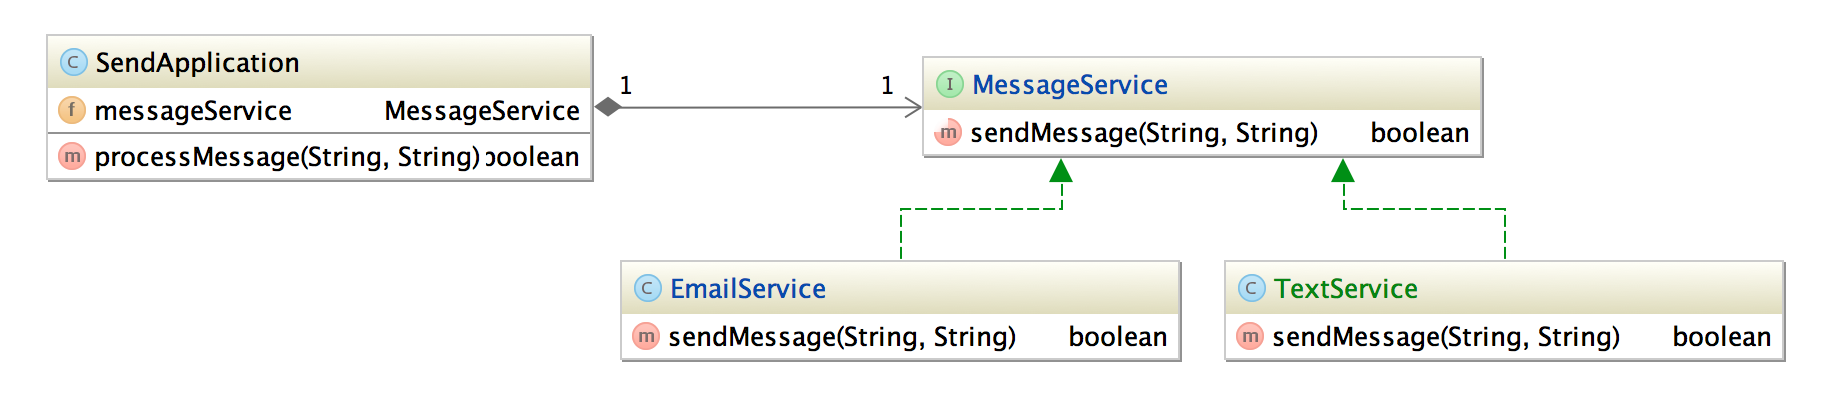 C SendApplication
f messageService MessageService
m processMessage(String, String) boolean
1 1
I MessageService
m sendMessage(String, String) boolean
C EmailService
m sendMessage(String, String) boolean
C TextService
m sendMessage(String, String) boolean